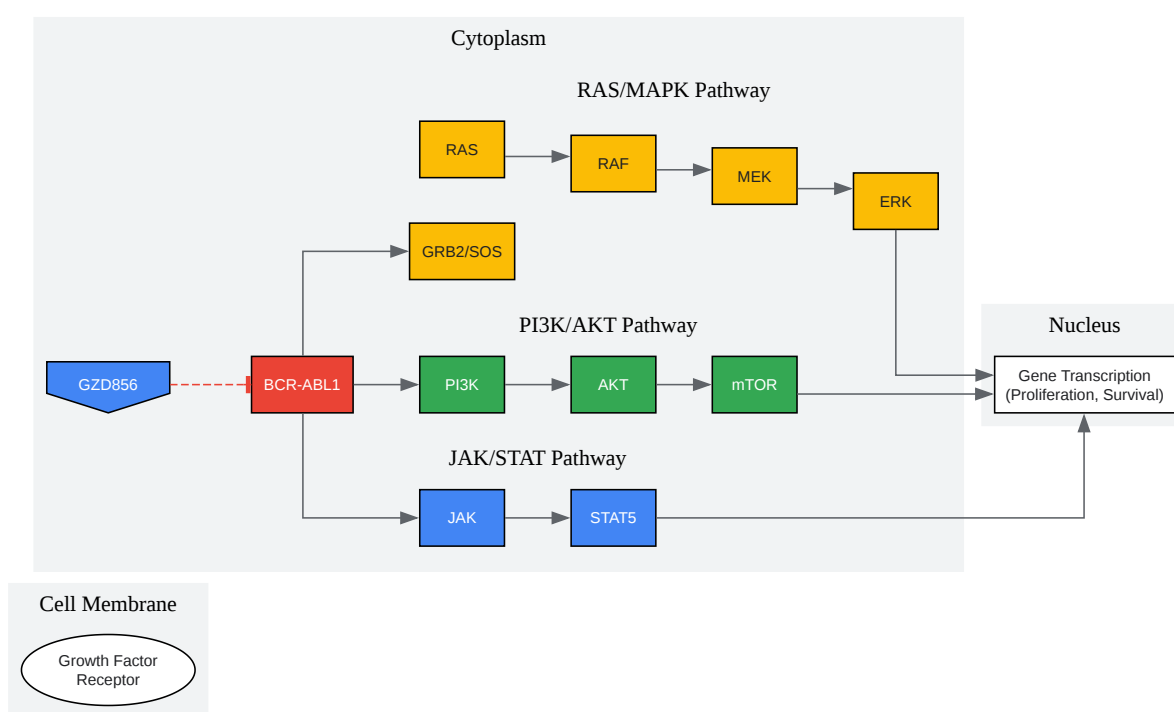 Cytoplasm
RAS/MAPK Pathway
RAS
RAF
MEK
ERK
GRB2/SOS
PI3K/AKT Pathway
Nucleus
GZD856
BCR-ABL1
PI3K
AKT
mTOR
Gene Transcription
(Proliferation, Survival)
JAK/STAT Pathway
JAK
STAT5
Cell Membrane
Growth Factor
Receptor